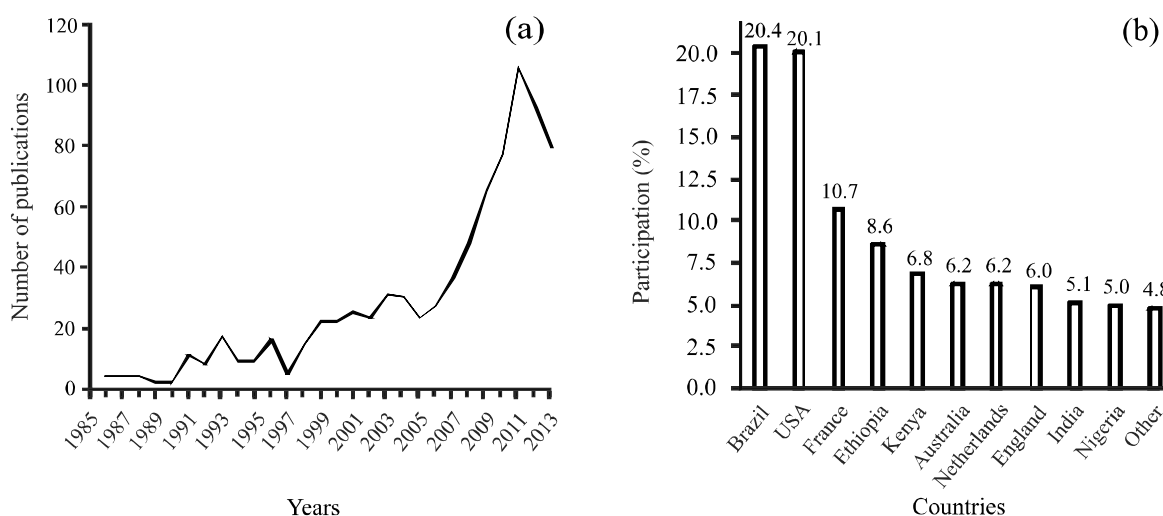 (a)
Number of publications
120
100
80
60
40
20
0
1985 1987 1989 1991 1993 1995 1997 1999 2001 2003 2005 2007 2009 2011 2013
Years
(b)
Participation (%)
20.0
17.5
15.0
12.5
10.0
7.5
5.0
2.5
0.0
20.4 20.1 10.7 8.6 6.8 6.2 6.2 6.0 5.1 5.0 4.8
Brazil USA France Ethiopia Kenya Australia Netherlands England India Nigeria Other
Countries